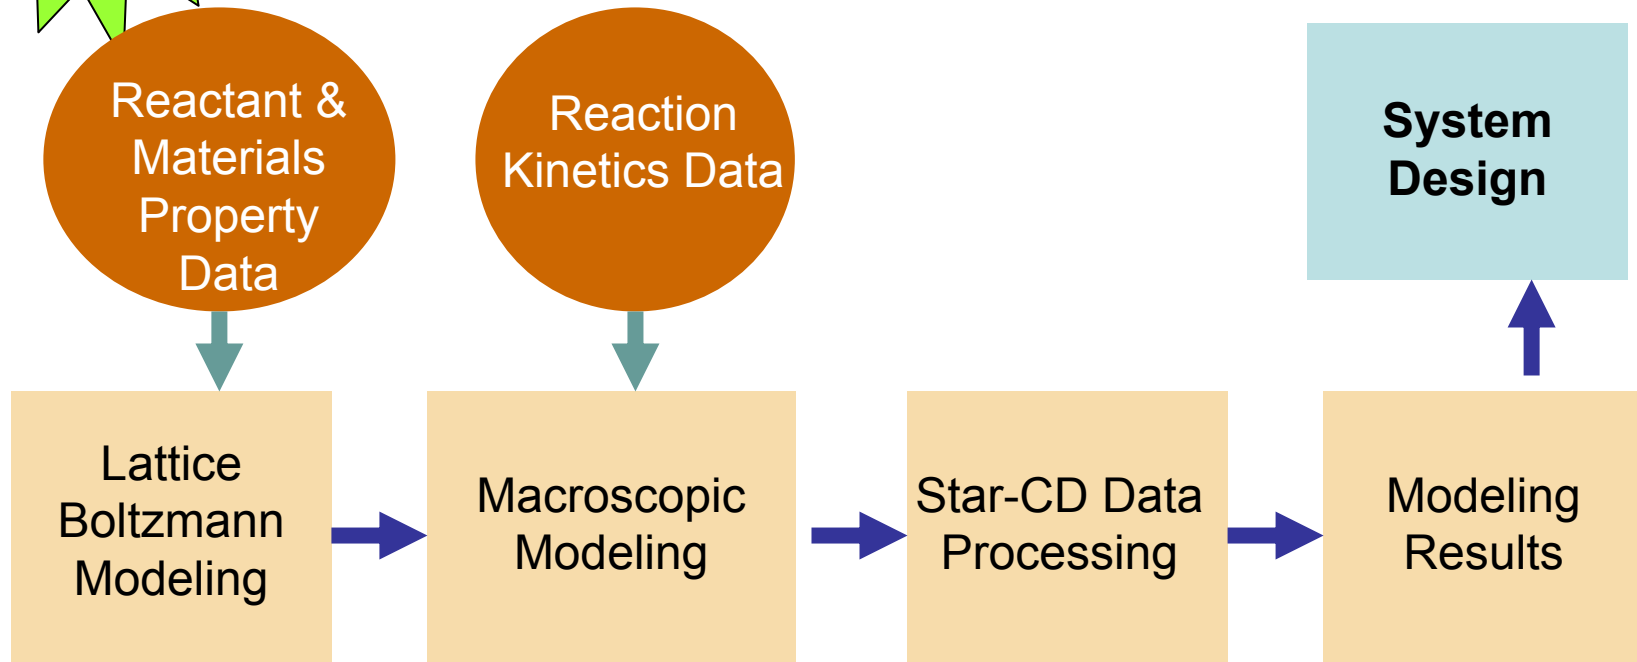 Reactant &
Materials
Property
Data
Reaction
Kinetics Data
System
Design
Lattice
Boltzmann
Modeling
Macroscopic
Modeling
Star-CD Data
Processing
Modeling
Results